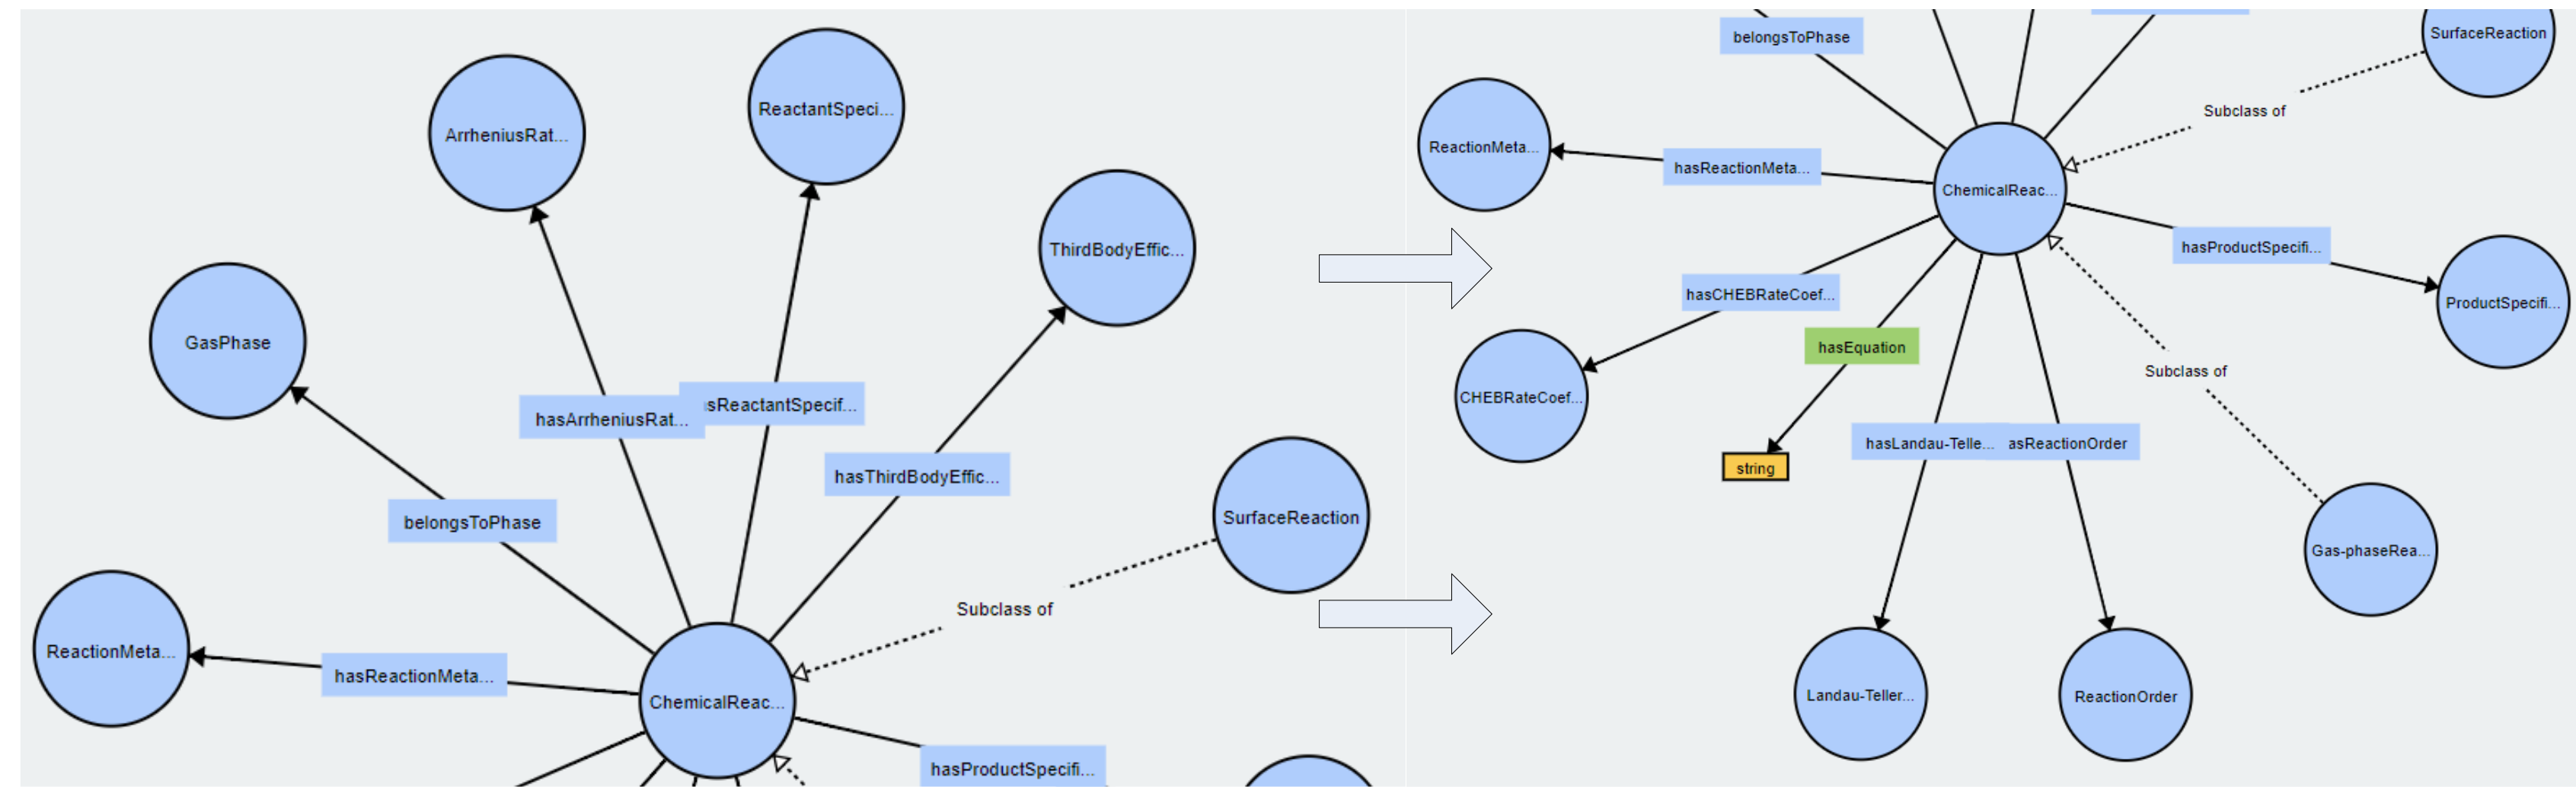 ReactantSpeci...
ArrheniusRat...
ThirdBodyEffic...
GasPhase
sReactantSpecif...
hasArrheniusRat...
hasThirdBodyEffic...
belongsToPhase
SurfaceReaction
Subclass of
ReactionMeta...
hasReactionMeta...
ChemicalReac...
hasProductSpecifi...
SurfaceReaction
belongsToPhase
Subclass of
ReactionMeta...
hasReactionMeta...
ChemicalReac...
hasProductSpecifi...
hasCHEBRateCoef...
ProductSpecifi...
hasEquation
Subclass of
CHEBRateCoef...
hasLandau-Telle...
asReactionOrder
string
Gas-phaseRea...
Landau-Teller...
ReactionOrder